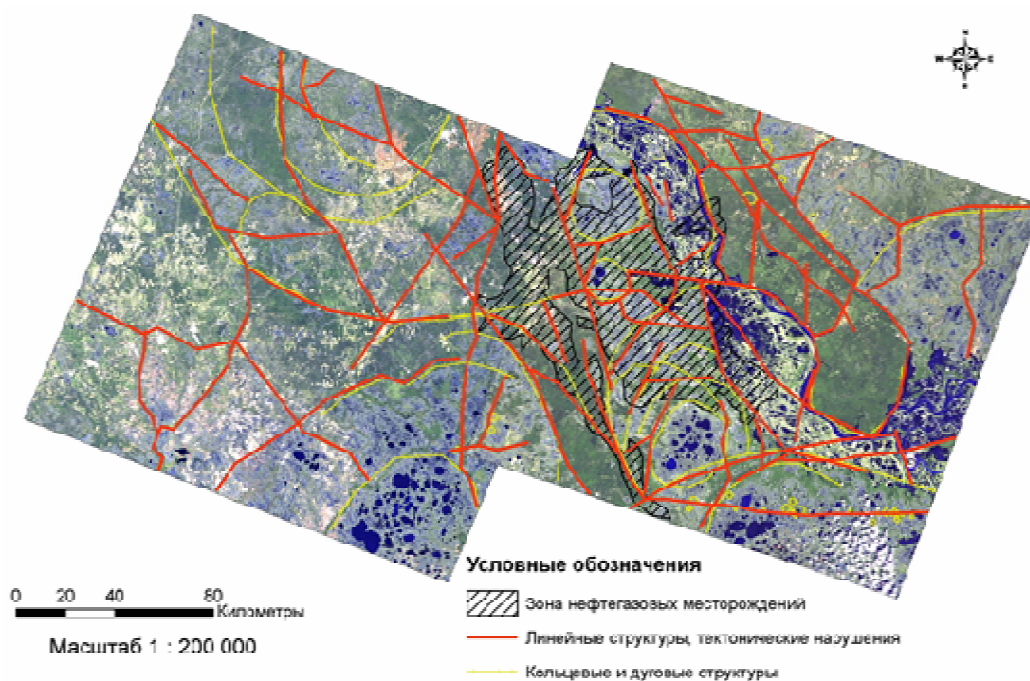 N
W E
S
Условные обозначения
Зона нефтегазовых месторождений
Линейные структуры, тектонические нарушения
Кольцевые и дуговые структуры
0 20 40 80
Километры
Масштаб 1 : 200 000